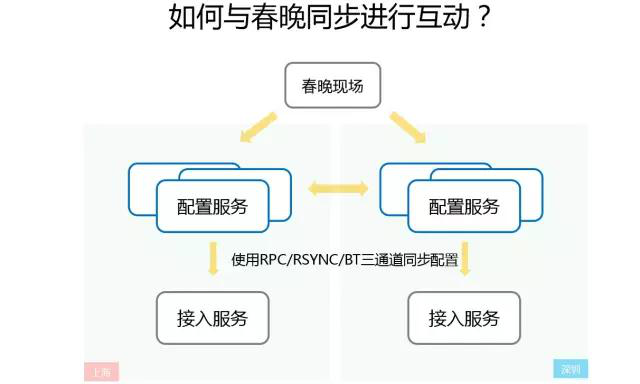 如何与春晚同步进行互动？
春晚现场
配置服务
配置服务
使用RPC/RSYNC/BT三通道同步配置
接入服务
接入服务
上海
深圳